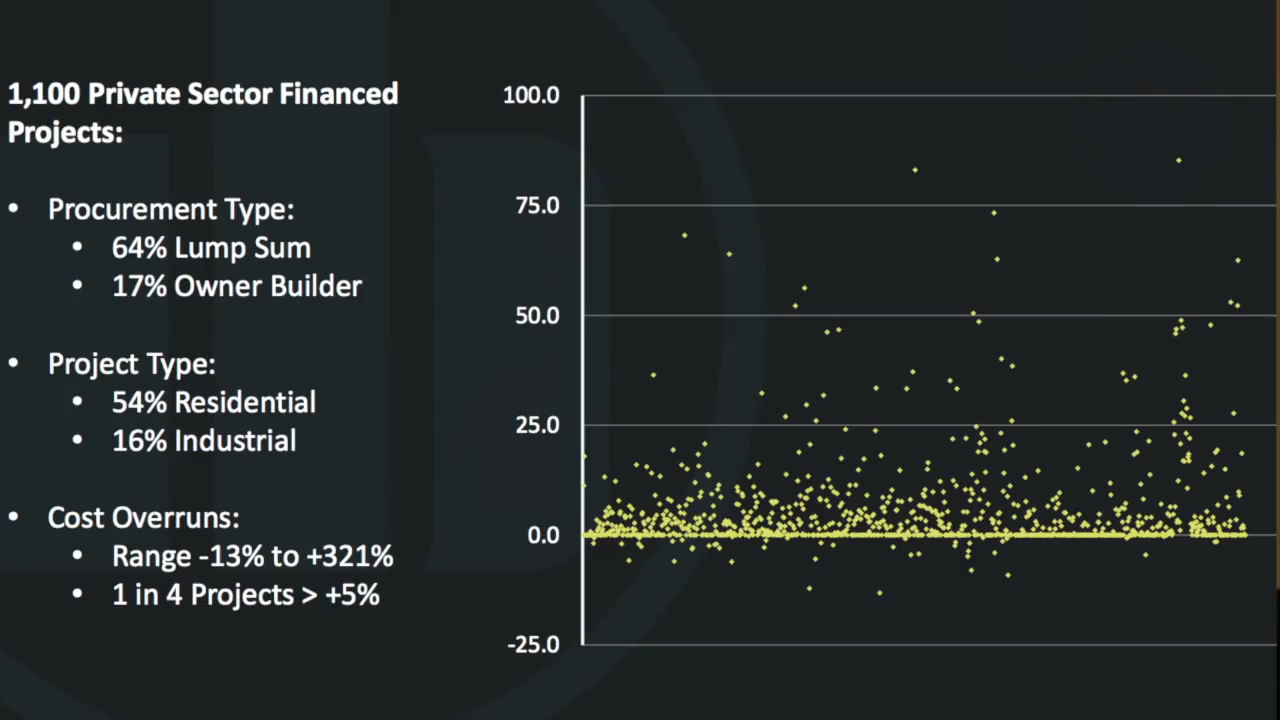 1,100 Private Sector Financed
Projects:
• Procurement Type:
• 64% Lump Sum
• 17% Owner Builder
• Project Type:
• 54% Residential
• 16% Industrial
• Cost Overruns:
• Range -13% to +321%
• 1 in 4 Projects > +5%
100.0
75.0
50.0
25.0
0.0
-25.0